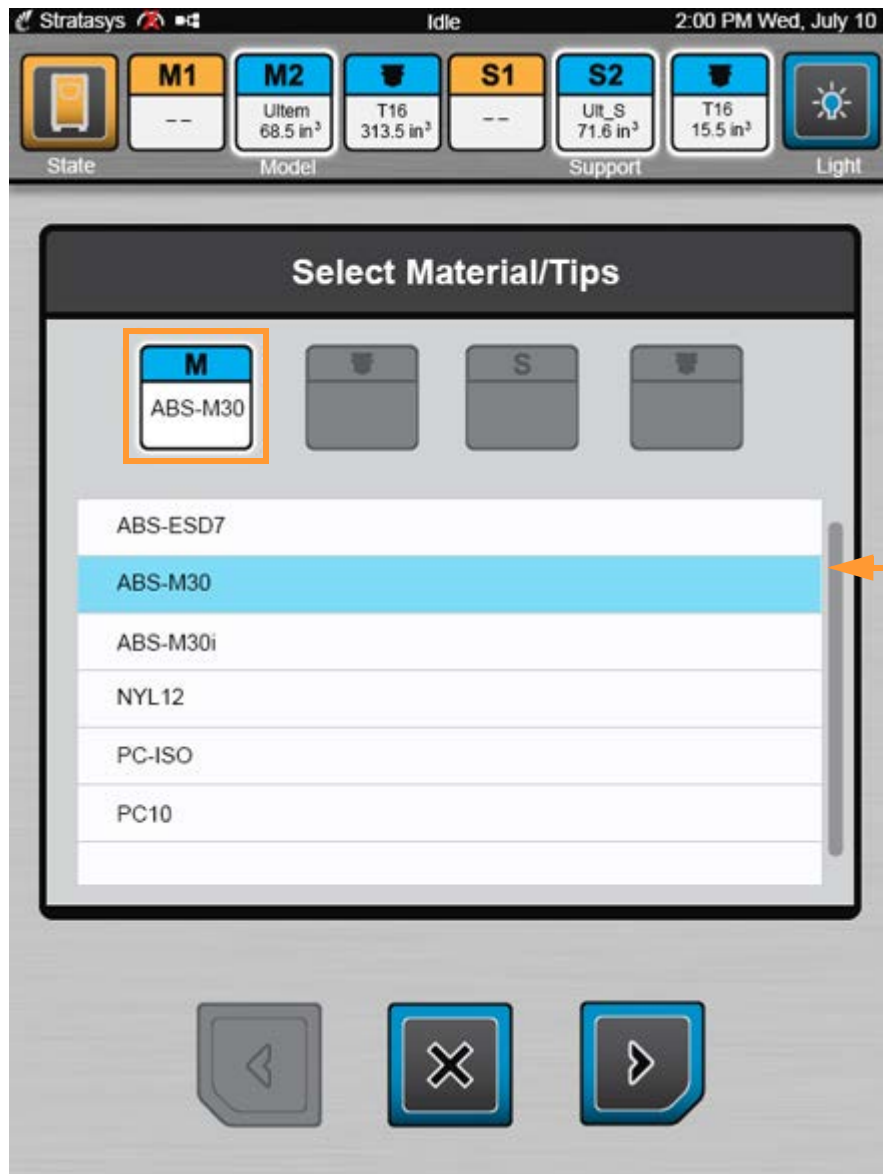 Stratasys Idle 2:00 PM Wed, July 10
M1 M2 S1 S2
-- Ultem T16 -- Ult_S T16
68.5 in³ 313.5 in³ 71.6 in³ 15.5 in³
State Model Support Light
Select Material/Tips
M S
ABS-M30
ABS-ESD7
ABS-M30
ABS-M30i
NYL12
PC-ISO
PC10